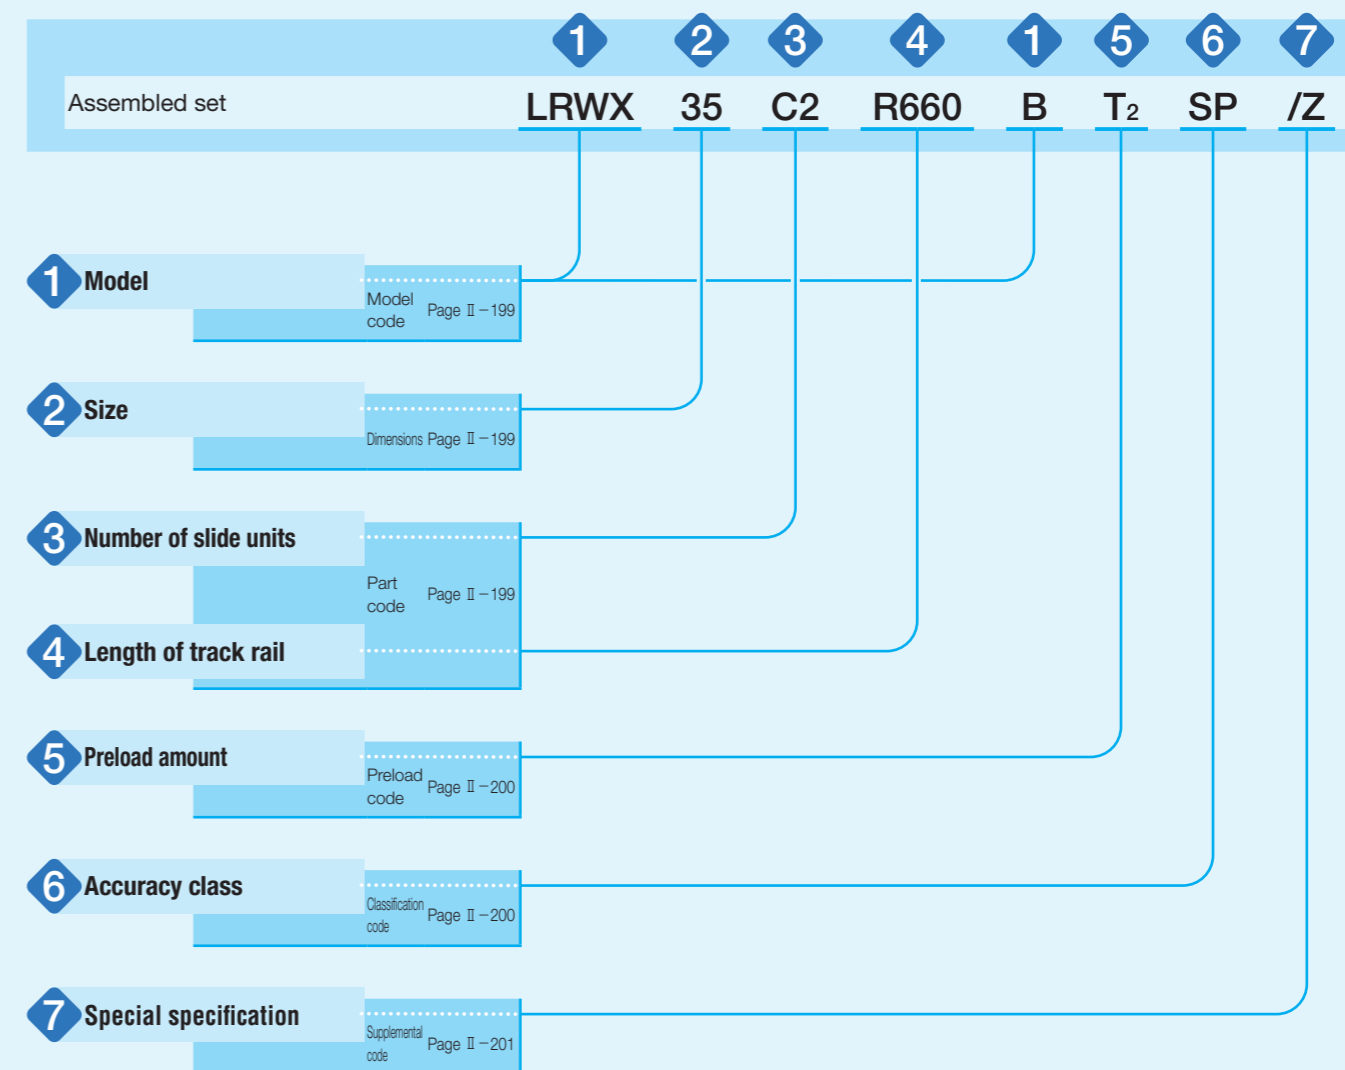 1 2 3 4 1 5 6 7
Assembled set LRWX 35 C2 R660 B T2 SP /Z
1 Model
Model
code Page Ⅱ－199
2 Size
Dimensions Page Ⅱ－199
3 Number of slide units
Part
code Page Ⅱ－199
4 Length of track rail
5 Preload amount
Preload
code Page Ⅱ－200
6 Accuracy class
Classification
code Page Ⅱ－200
7 Special specification
Supplemental
code Page Ⅱ－201